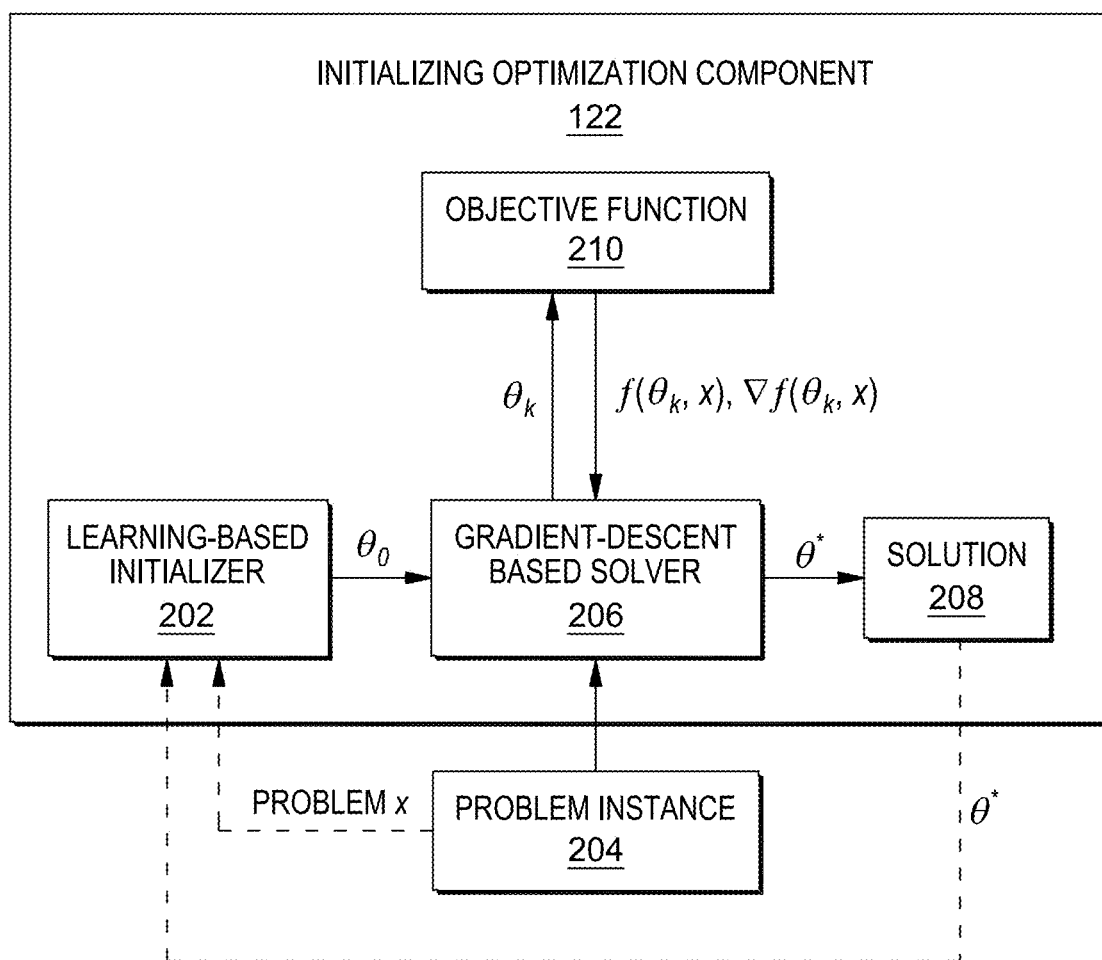 INITIALIZING OPTIMIZATION COMPONENT
122
OBJECTIVE FUNCTION
210
θk
f(θk, x), ∇f(θk, x)
LEARNING-BASED
INITIALIZER
202
θ0
GRADIENT-DESCENT
BASED SOLVER
206
θ*
SOLUTION
208
PROBLEM x
PROBLEM INSTANCE
204
θ*